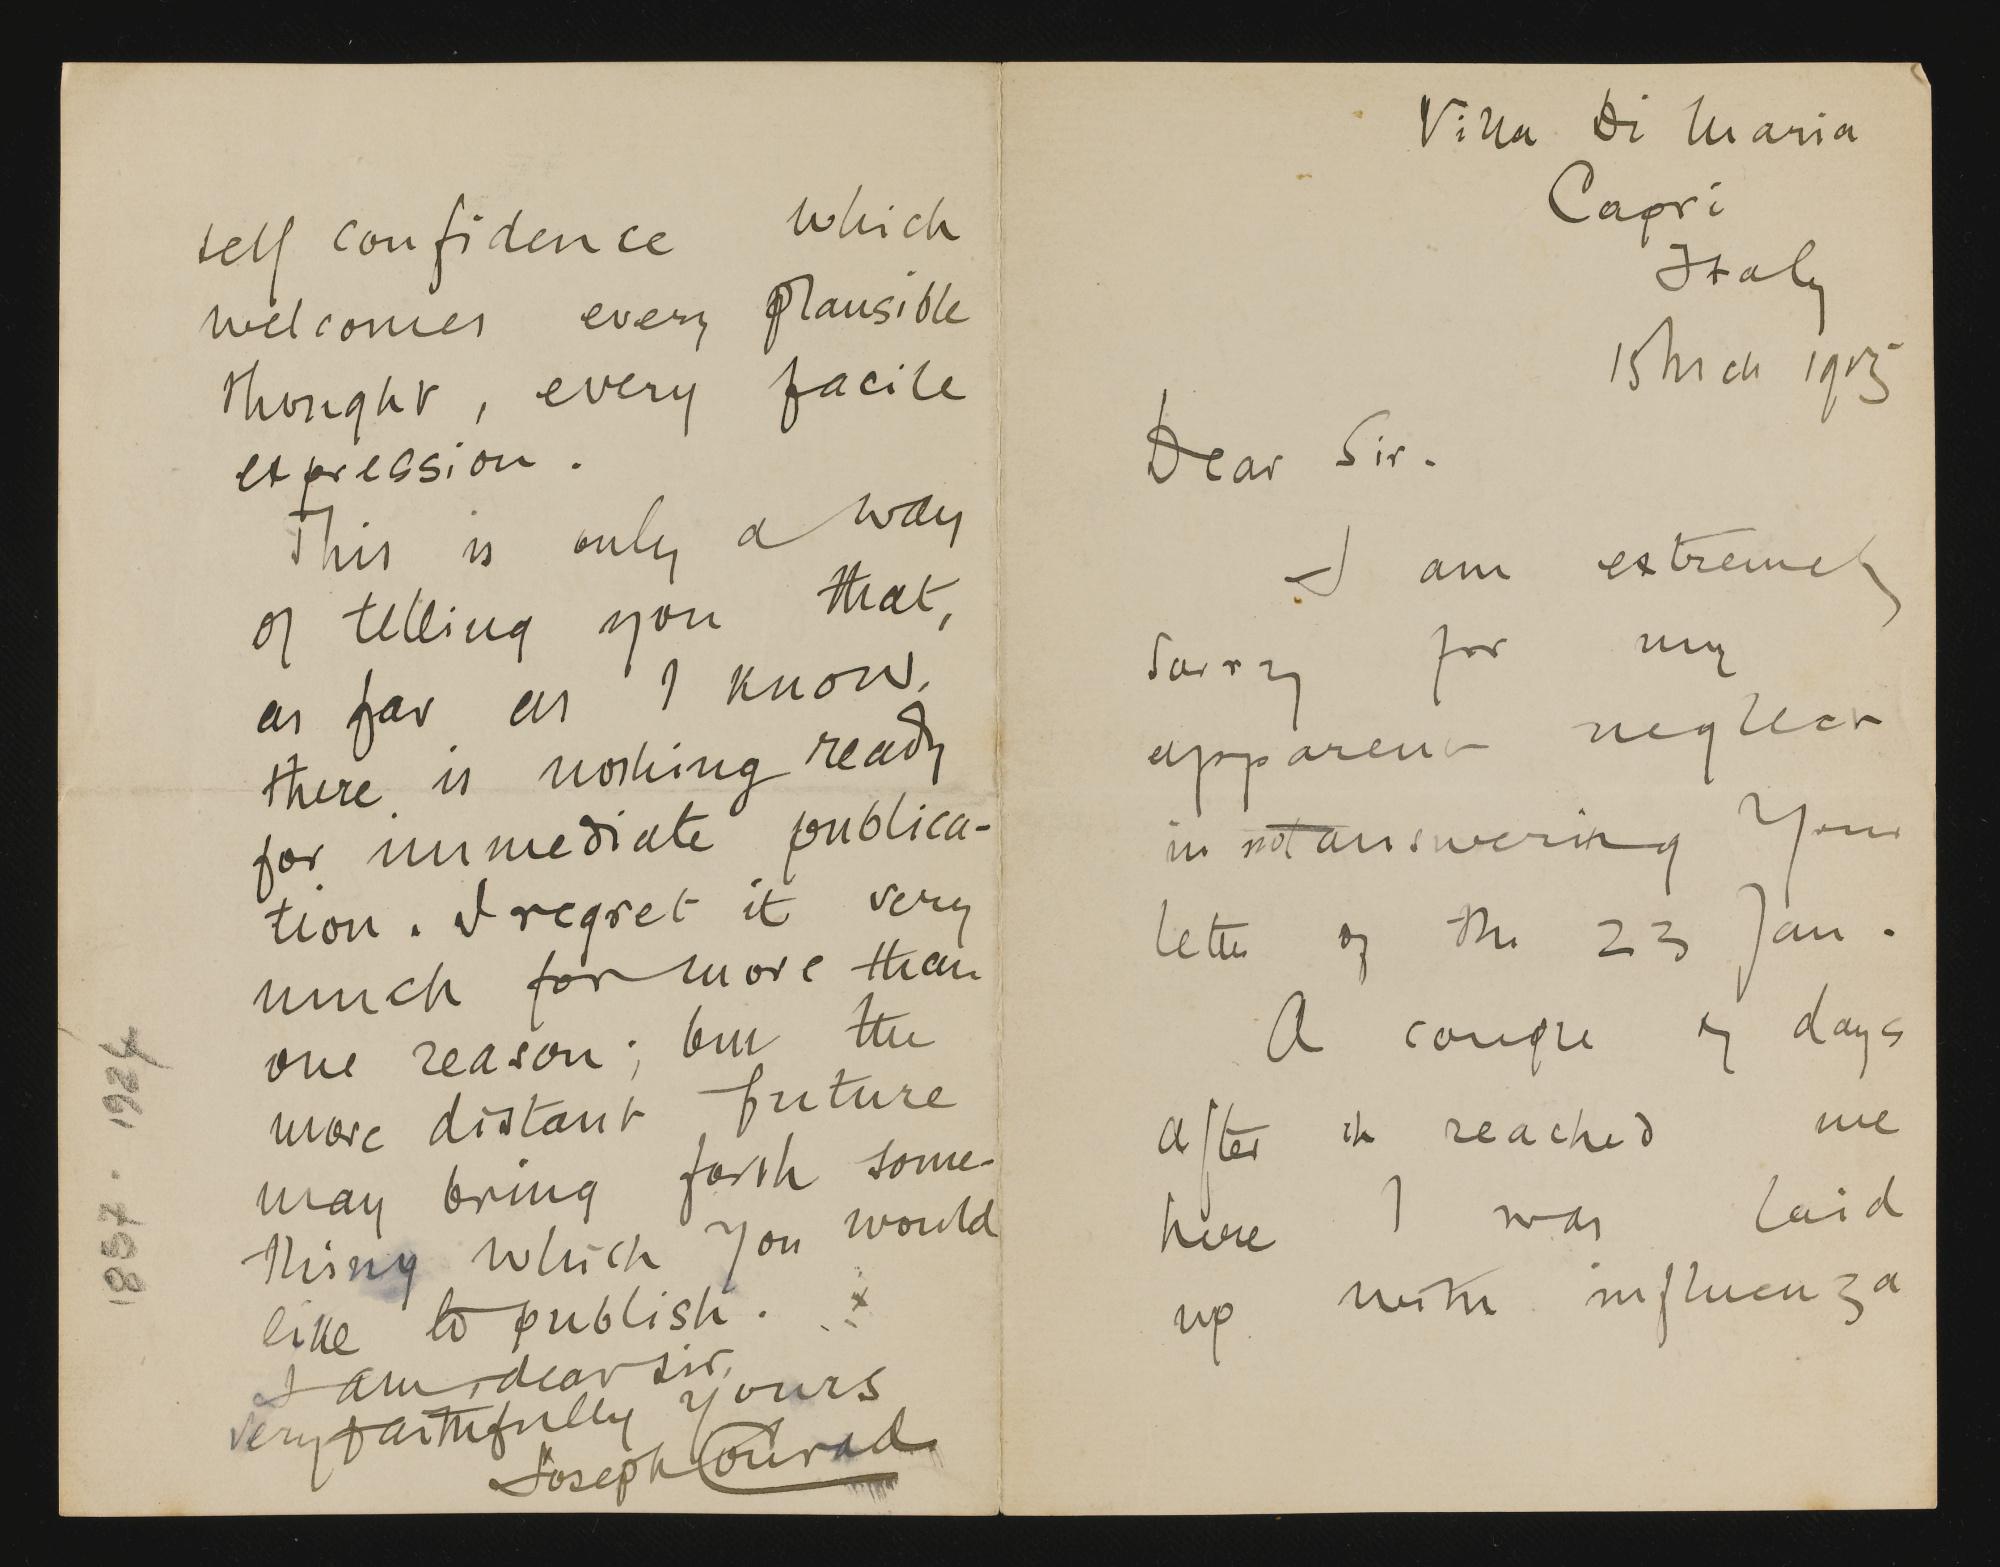 Villa Di Maria
Capri
Italy
15 Mch 1905
Dear Sir.
I am extremely
sorry for my
apparent neglect
in not answering Your
letter of the 23 Jan.
A couple of days
after it reached me
here I was laid
up with influenza
self confidence which
welcomes every plausible
thought, every facile
expression.
This is only a way
of telling you that,
as far as I know,
there is nothing ready
for immediate publica-
tion. I regret it very
much for more than
one reason; but the
more distant future
may bring forth some-
thing which You would
like to publish.
I am, dear Sir,
very faithfully yours
Joseph Conrad
1857 - 1924